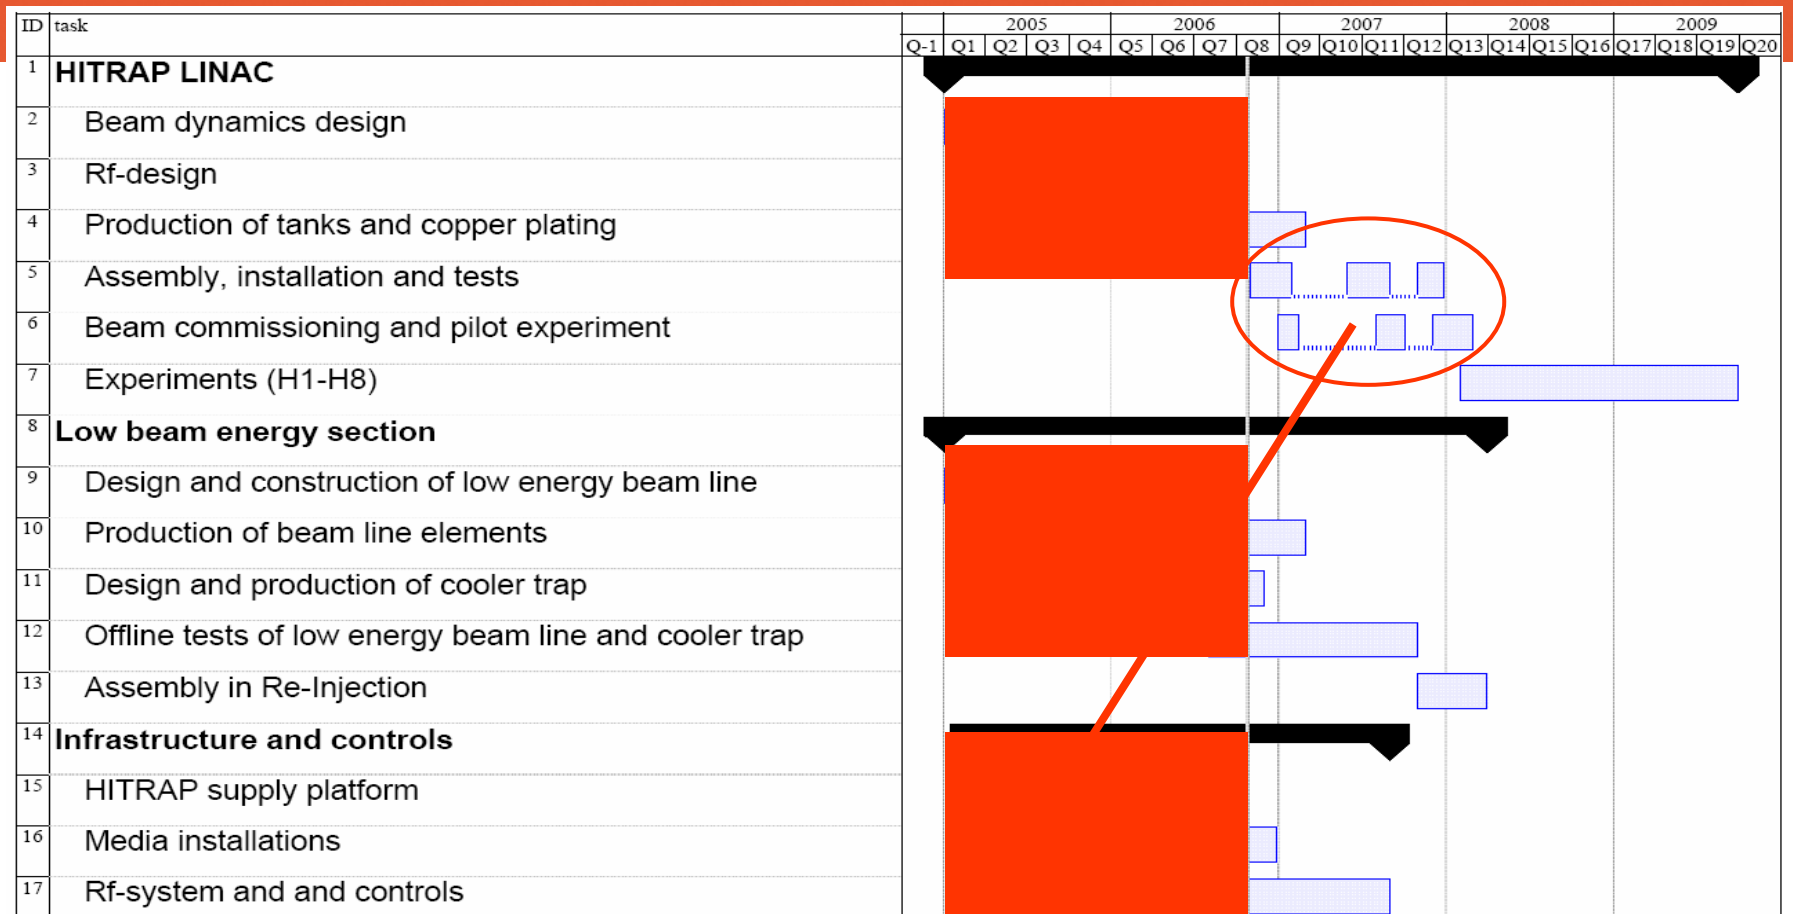 ID task 2005 2006 2007 2008 2009
Q-1 Q1 Q2 Q3 Q4 Q5 Q6 Q7 Q8 Q9 Q10 Q11 Q12 Q13 Q14 Q15 Q16 Q17 Q18 Q19 Q20
1 HITRAP LINAC
2 Beam dynamics design
3 Rf-design
4 Production of tanks and copper plating
5 Assembly, installation and tests
6 Beam commissioning and pilot experiment
7 Experiments (H1-H8)
8 Low beam energy section
9 Design and construction of low energy beam line
10 Production of beam line elements
11 Design and production of cooler trap
12 Offline tests of low energy beam line and cooler trap
13 Assembly in Re-Injection
14 Infrastructure and controls
15 HITRAP supply platform
16 Media installations
17 Rf-system and and controls